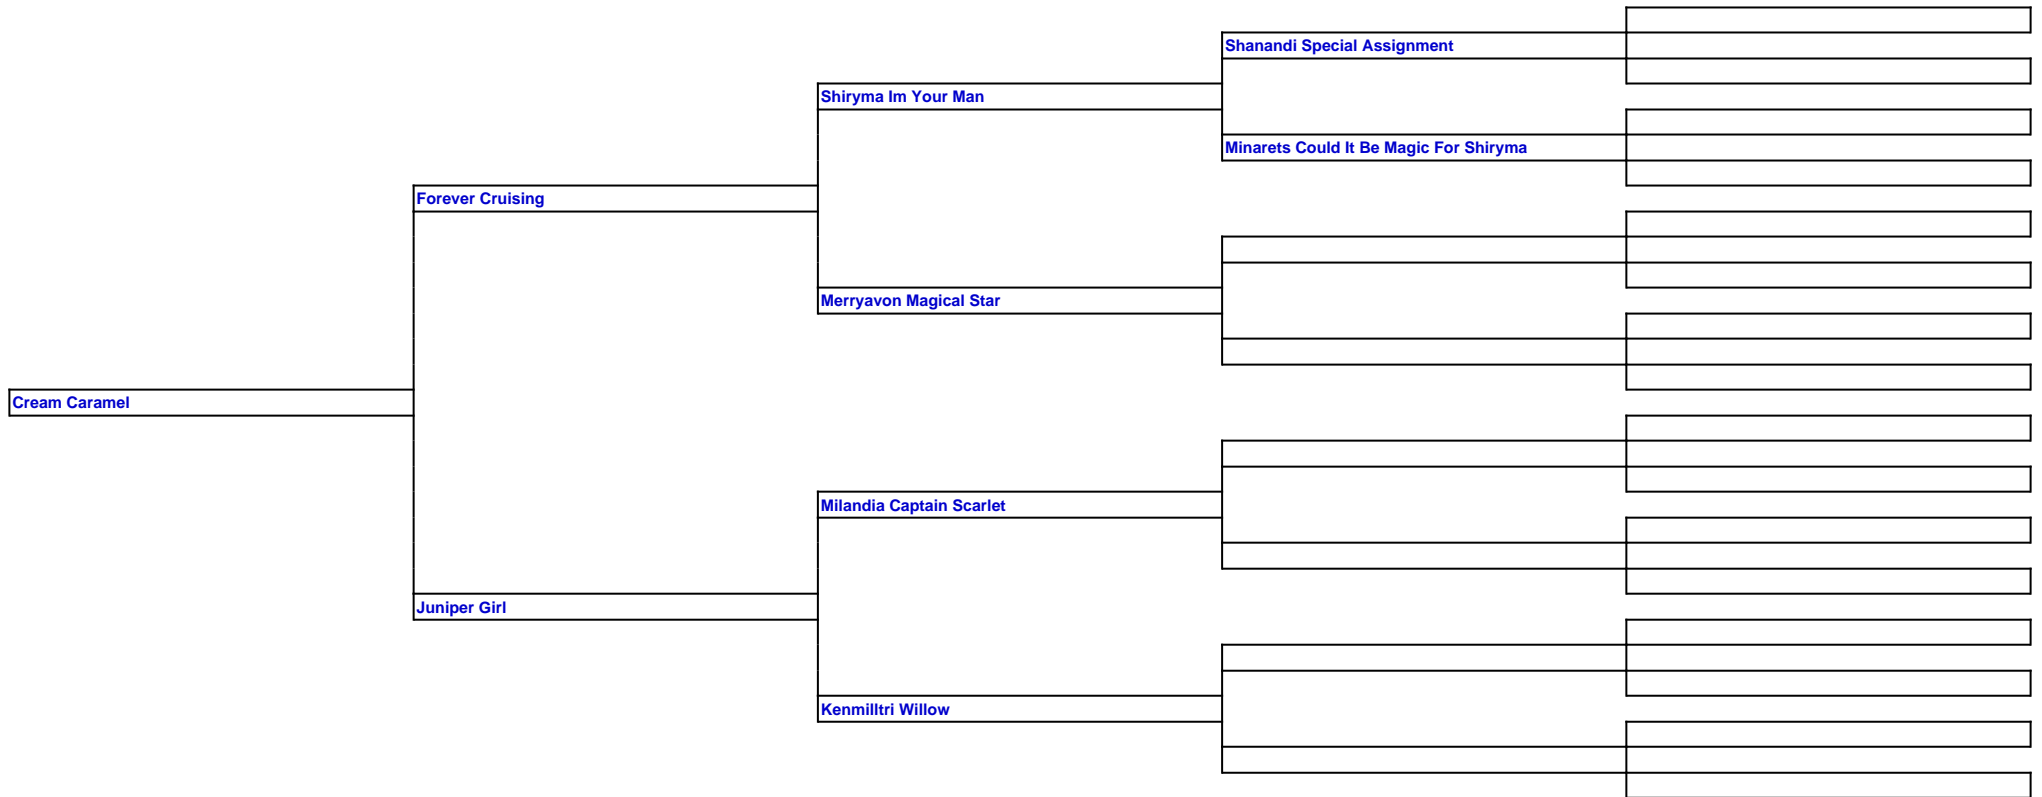 Shanandi Special Assignment
Shiryma Im Your Man
Minarets Could It Be Magic For Shiryma
Forever Cruising
Merryavon Magical Star
Cream Caramel
Milandia Captain Scarlet
Juniper Girl
Kenmilltri Willow